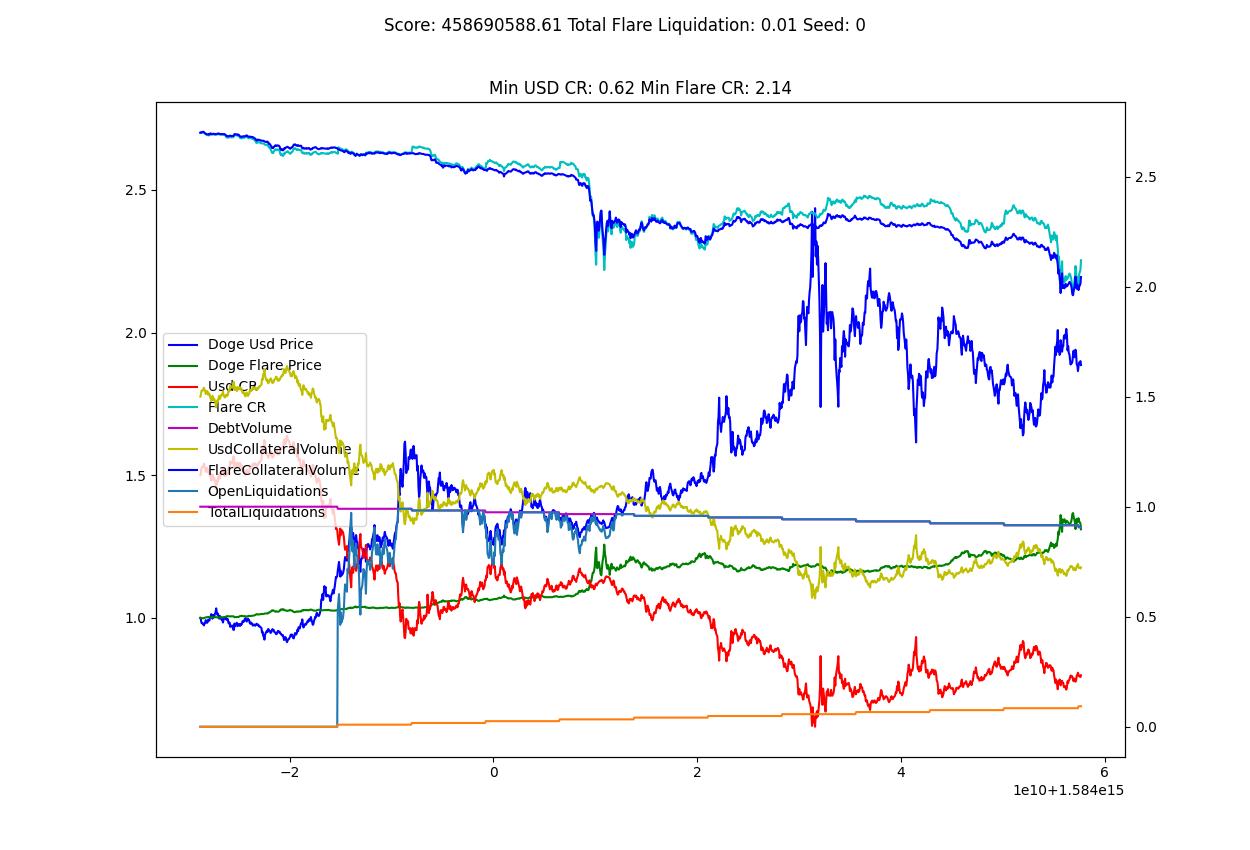 Score: 458690588.61 Total Flare Liquidation: 0.01 Seed: 0
Min USD CR: 0.62 Min Flare CR: 2.14
2.5
2.0
1.5
1.0
2.5
2.0
1.5
1.0
0.5
0.0
Doge Usd Price
Doge Flare Price
Usd CR
Flare CR
DebtVolume
UsdCollateralVolume
FlareCollateralVolume
OpenLiquidations
TotalLiquidations
−2
0
2
4
6
1e10+1.584e15